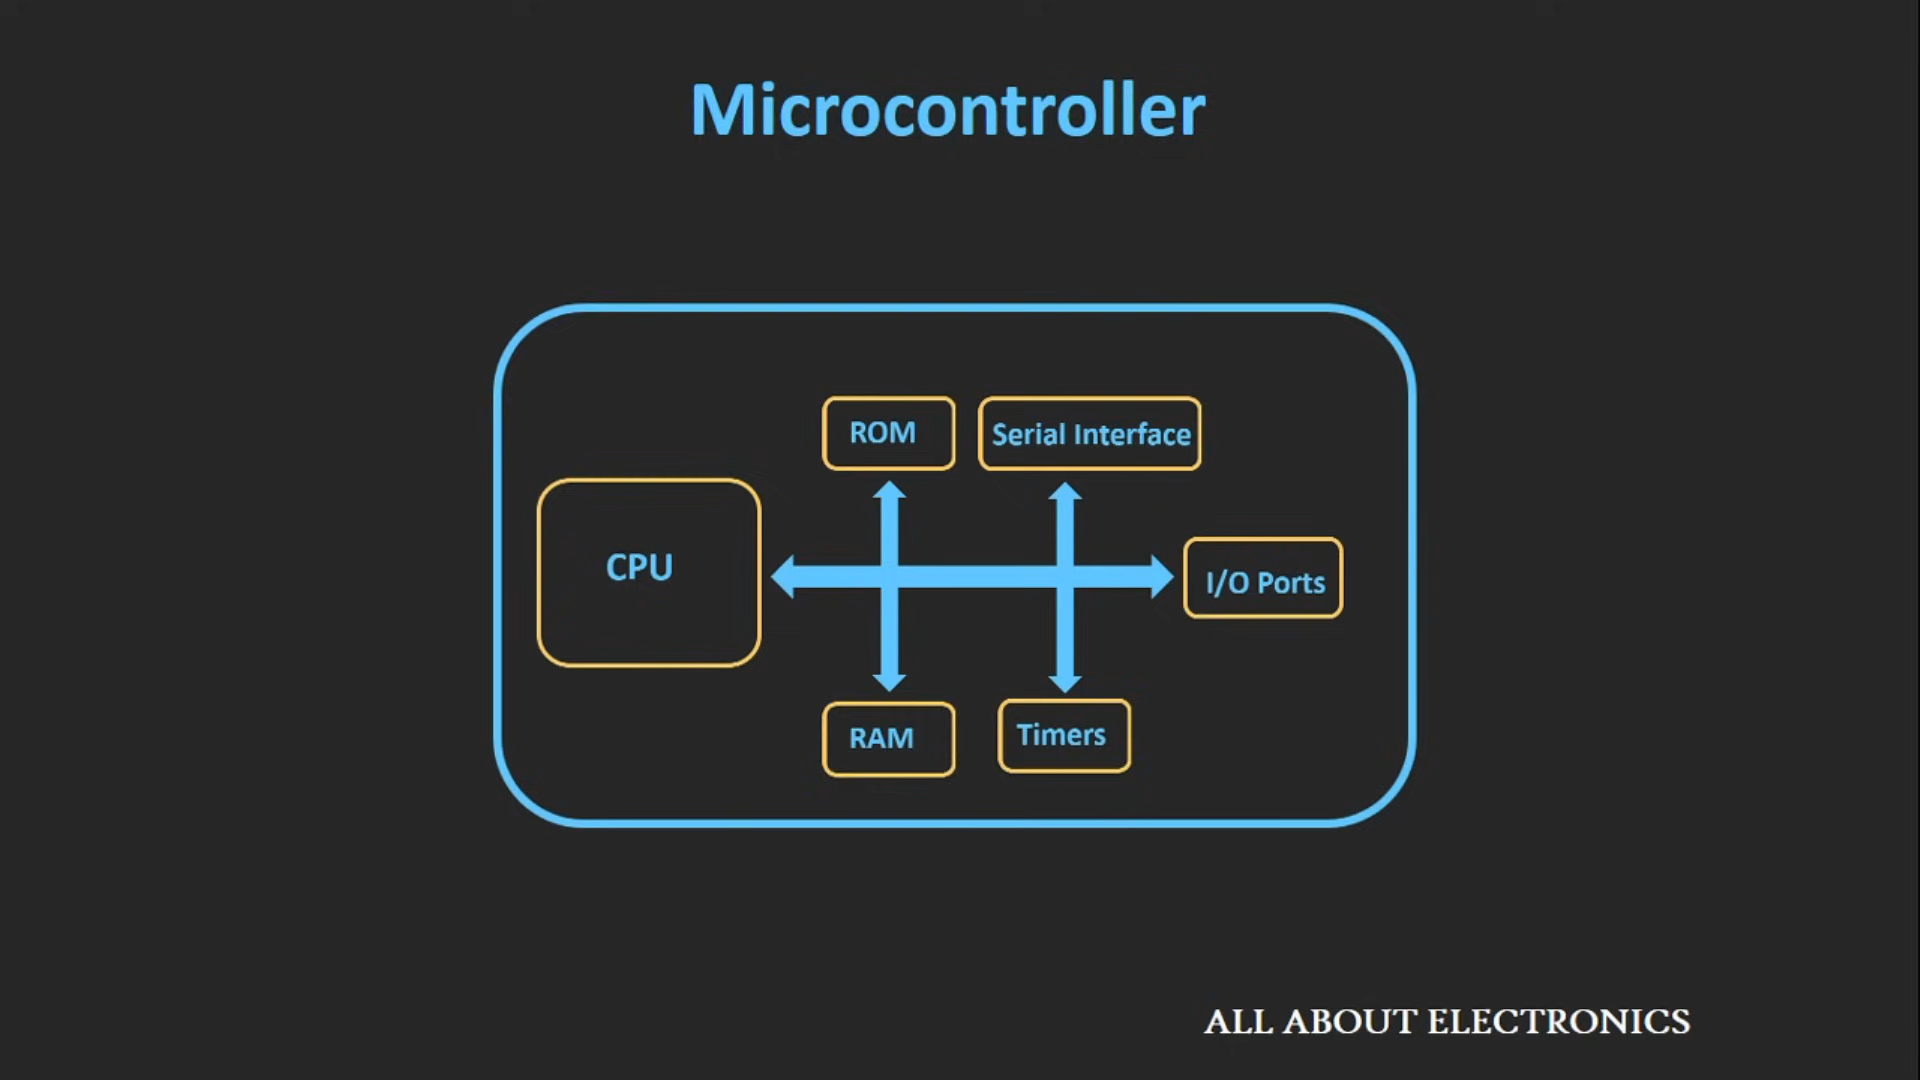 Microcontroller
ROM
Serial Interface
CPU
I/O Ports
RAM
Timers
ALL ABOUT ELECTRONICS